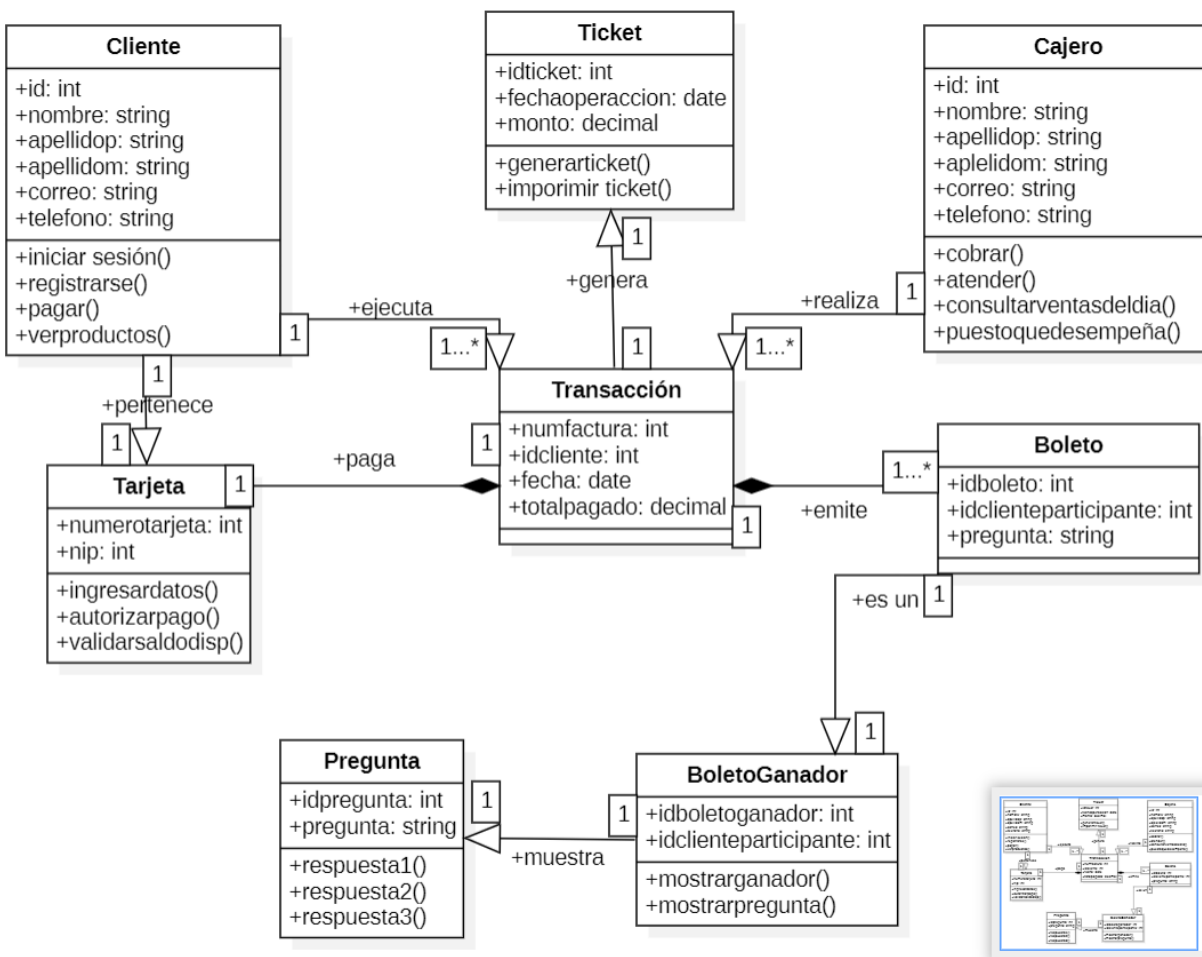 Cliente
+id: int
+nombre: string
+apellidop: string
+apellidom: string
+correo: string
+telefono: string
+iniciar sesión()
+registrarse()
+pagar()
+verproductos()
1
+ejecuta
1...*
1
+pertenece
1
Ticket
+idticket: int
+fechaoperaccion: date
+monto: decimal
+generarticket()
+imporimir ticket()
1
+genera
1
Cajero
+id: int
+nombre: string
+apellidop: string
+aplelidom: string
+correo: string
+telefono: string
+cobrar()
+atender()
+consultarventasdeldia()
+puestoquedesempeña()
1
+realiza
1...*
Tarjeta
+numerotarjeta: int
+nip: int
+ingresardatos()
+autorizarpago()
+validarsaldodisp()
1
+paga
1
Transacción
+numfactura: int
+idcliente: int
+fecha: date
+totalpagado: decimal
1
+emite
1...*
Boleto
+idboleto: int
+idclienteparticipante: int
+pregunta: string
+es un
1
1
Pregunta
+idpregunta: int
+pregunta: string
+respuesta1()
+respuesta2()
+respuesta3()
1
+muestra
1
BoletoGanador
+idboletoganador: int
+idclienteparticipante: int
+mostrarganador()
+mostrarpregunta()